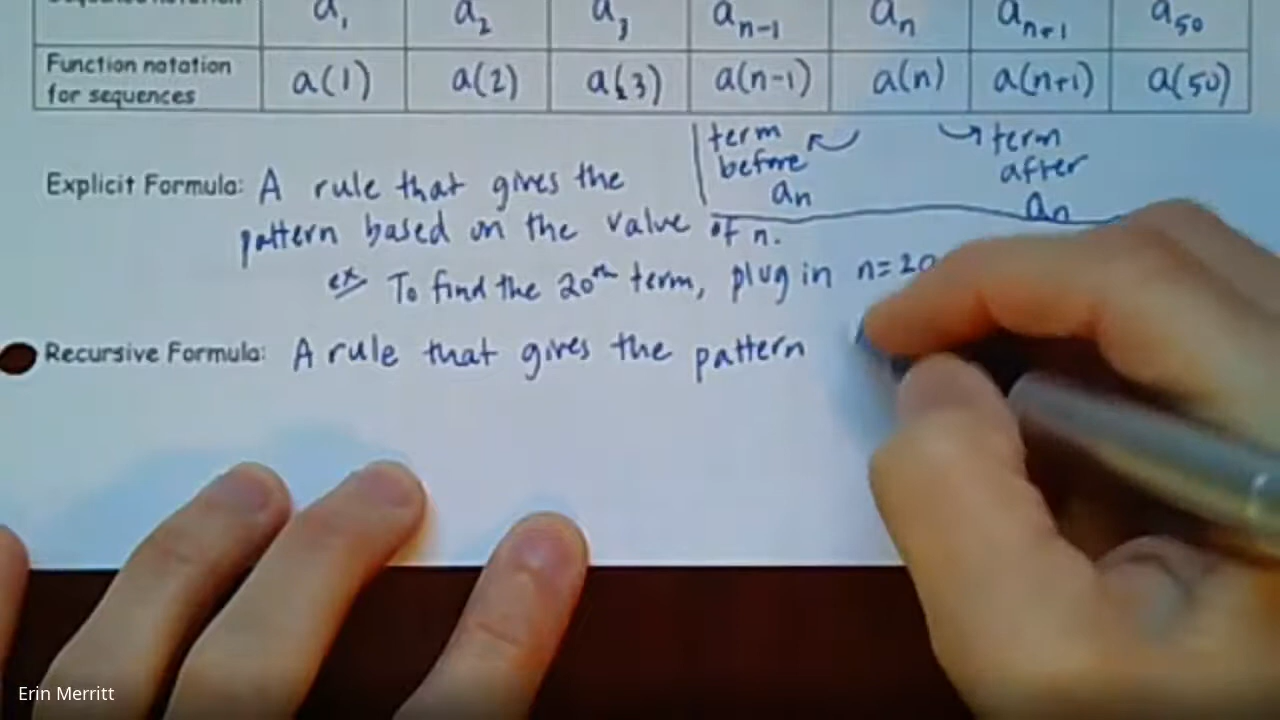 a₁ a₂ a₃ aₙ₋₁ aₙ aₙ₊₁ a₅₀
Function notation for sequences a(1) a(2) a(3) a(n-1) a(n) a(n+1) a(50)
term before aₙ
term after aₙ
Explicit Formula: A rule that gives the
pattern based on the value of n.
ex To find the 20th term, plug in n=20
Recursive Formula: A rule that gives the pattern
Erin Merritt